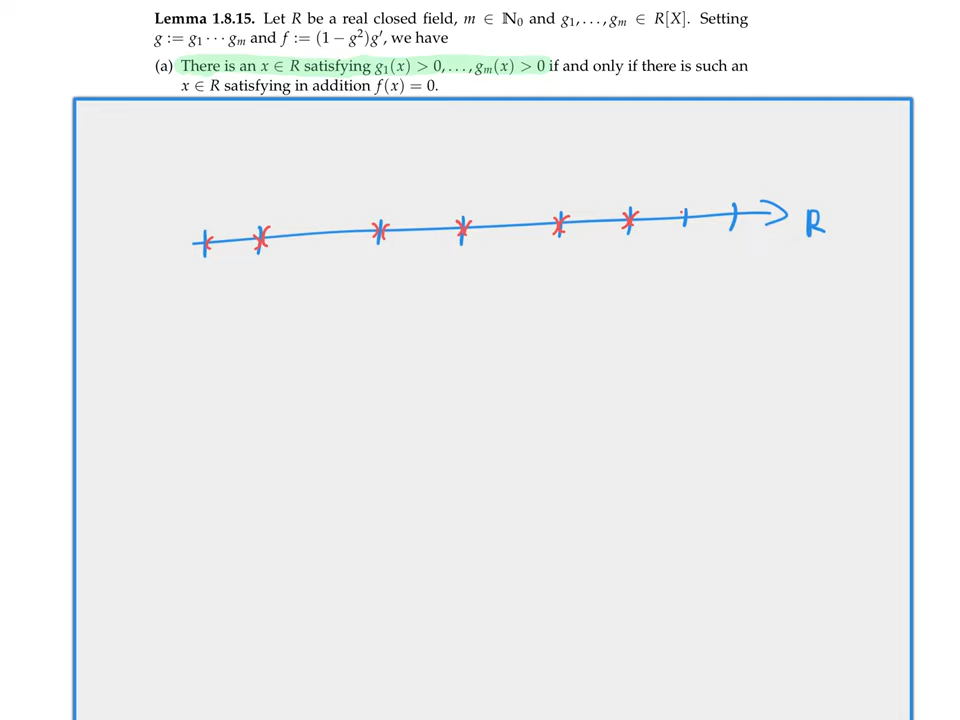 Lemma 1.8.15. Let R be a real closed field, m ∈ ℕ₀ and g₁, . . . , gₘ ∈ R[X]. Setting
g := g₁ · · · gₘ and f := (1 − g²)g′, we have
(a) There is an x ∈ R satisfying g₁(x) > 0, . . . , gₘ(x) > 0 if and only if there is such an
x ∈ R satisfying in addition f(x) = 0.
R